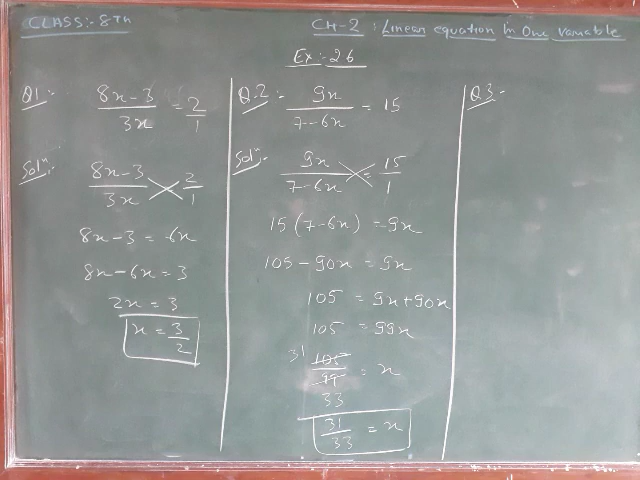 CLASS:- 8Th
CH-2 : Linear equation in One variable
Ex:- 26
Q1:- 8x-3/3x = 2/1
Solⁿ:- 8x-3/3x 2/1
8x-3 = 6x
8x-6x = 3
2x = 3
x = 3/2
Q.2:- 9x/7-6x = 15
Solⁿ:- 9x/7-6x = 15/1
15(7-6x) = 9x
105-90x = 9x
105 = 9x+90x
105 = 99x
31 105/99 = x
33
31/33 = x
Q3:-